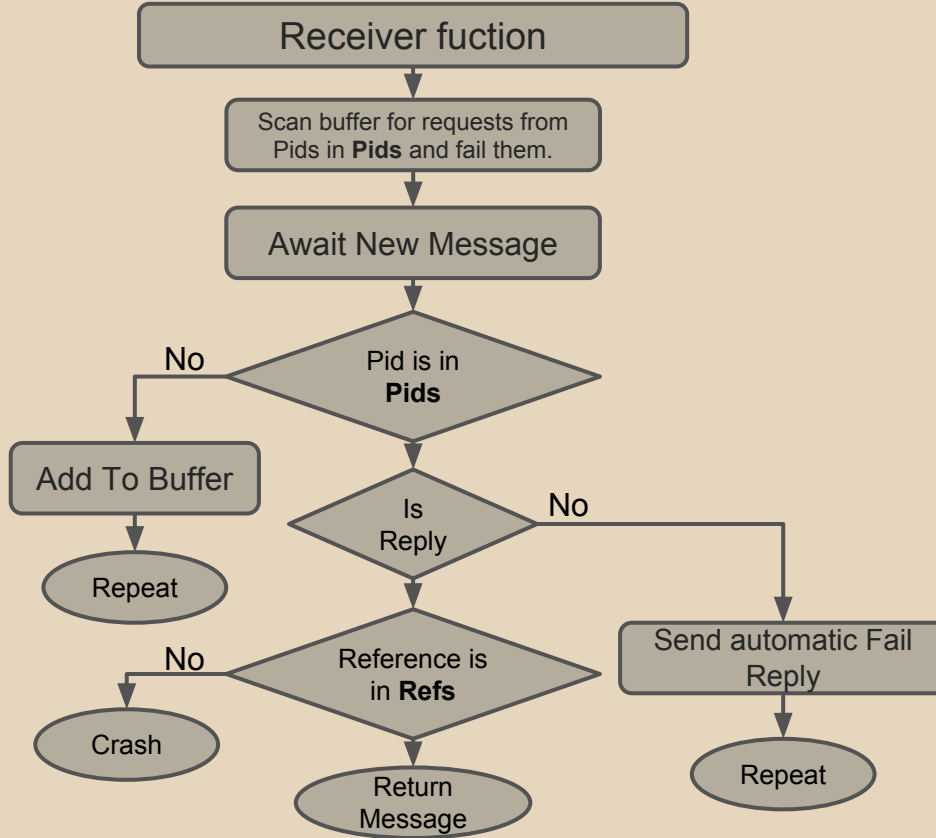 Receiver fuction
Scan buffer for requests from
Pids in Pids and fail them.
Await New Message
Pid is in
Pids
No
Add To Buffer
Repeat
Is
Reply
No
Send automatic Fail
Reply
Repeat
Reference is
in Refs
No
Crash
Return
Message